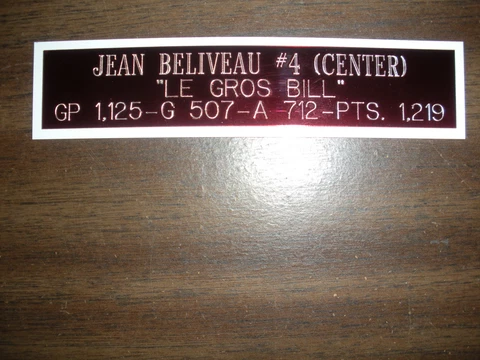 JEAN BELIVEAU #4 (CENTER)
"LE GROS BILL"
GP 1,125-G 507-A 712-PTS. 1,219